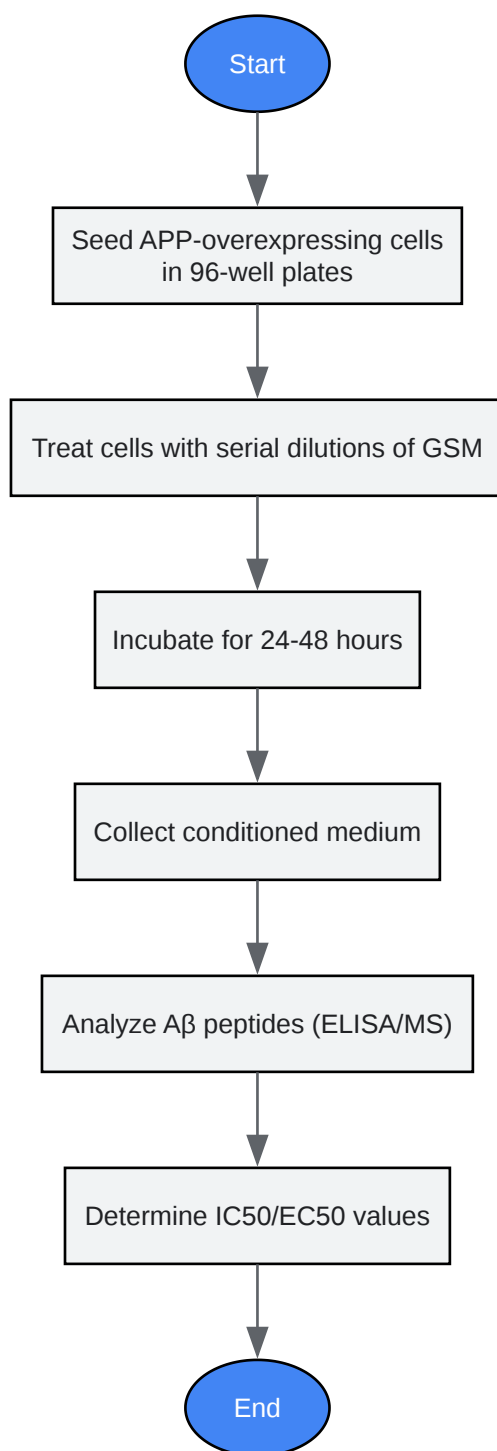 Start
Seed APP-overexpressing cells
in 96-well plates
Treat cells with serial dilutions of GSM
Incubate for 24-48 hours
Collect conditioned medium
Analyze Aβ peptides (ELISA/MS)
Determine IC50/EC50 values
End